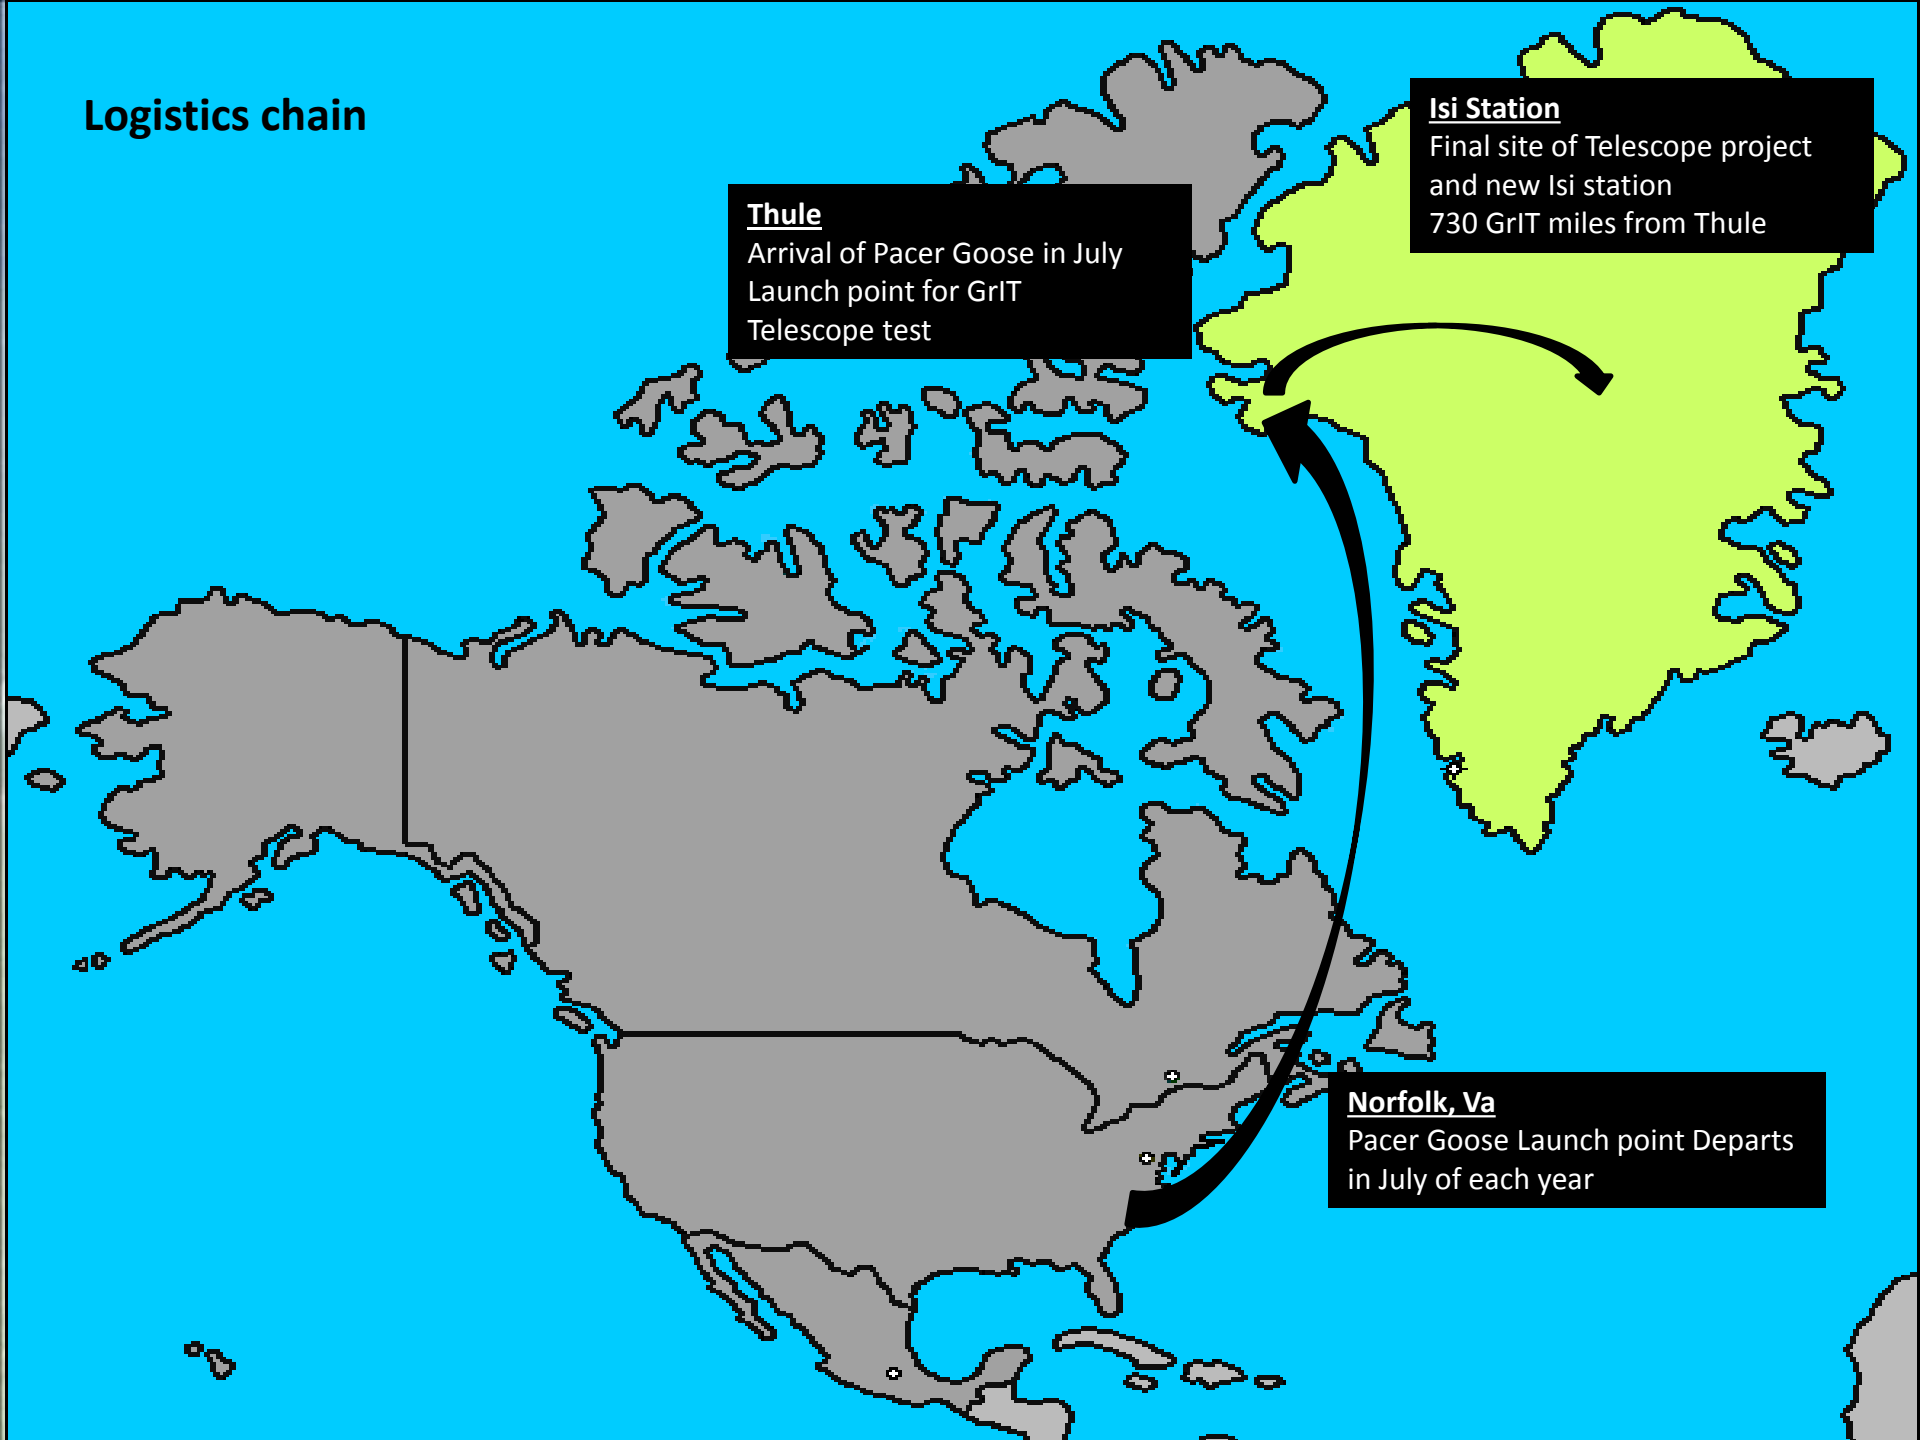 Logistics chain
Isi Station
Final site of Telescope project
and new Isi station
730 GrIT miles from Thule
Thule
Arrival of Pacer Goose in July
Launch point for GrIT
Telescope test
Norfolk, Va
Pacer Goose Launch point Departs
in July of each year